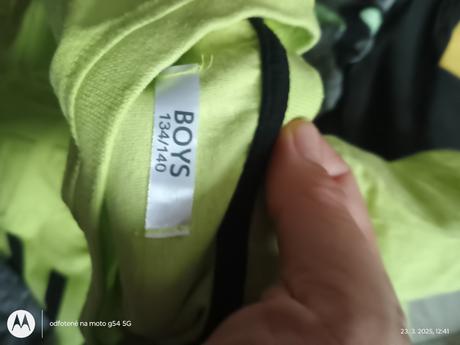 BOYS
134/140
odfotené na moto g54 5G
23. 3. 2025, 12:41